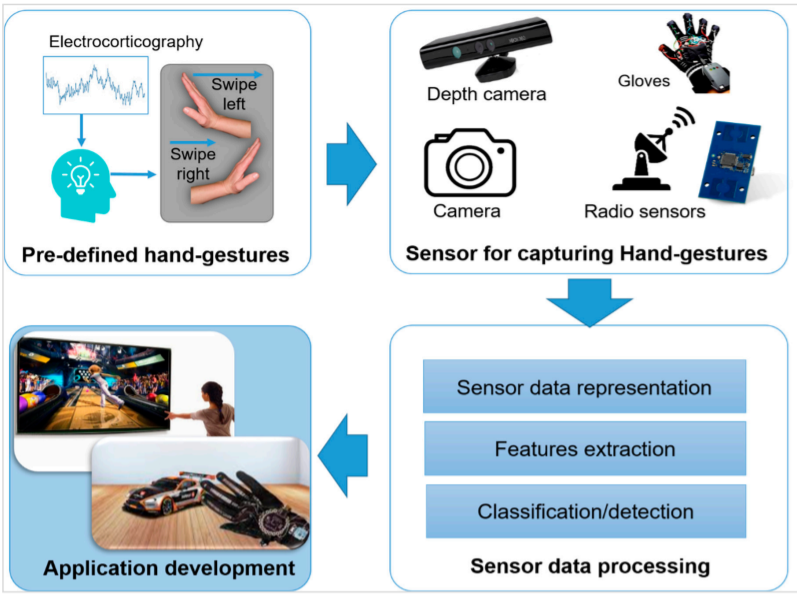 Electrocorticography
Swipe
left
Swipe
right
Pre-defined hand-gestures
Depth camera
Gloves
Camera
Radio sensors
Sensor for capturing Hand-gestures
Sensor data representation
Features extraction
Classification/detection
Sensor data processing
Application development